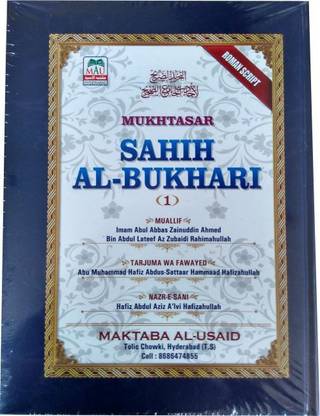 MAU
ROMAN SCRIPT
MUKHTASAR
SAHIH
AL-BUKHARI
(1)
MUALLIF
Imam Abul Abbas Zainuddin Ahmed
Bin Abdul Lateef Az Zubaidi Rahimahullah
TARJUMA WA FAWAYED
Abu Muhammad Hafiz Abdus-Sattaar Hammaad Hafizahullah
NAZR-E-SANI
Hafiz Abdul Aziz A'lvi Hafizahullah
MAKTABA AL-USAID
Tolic Chowki, Hyderabad (T.S)
Call : 8686474855